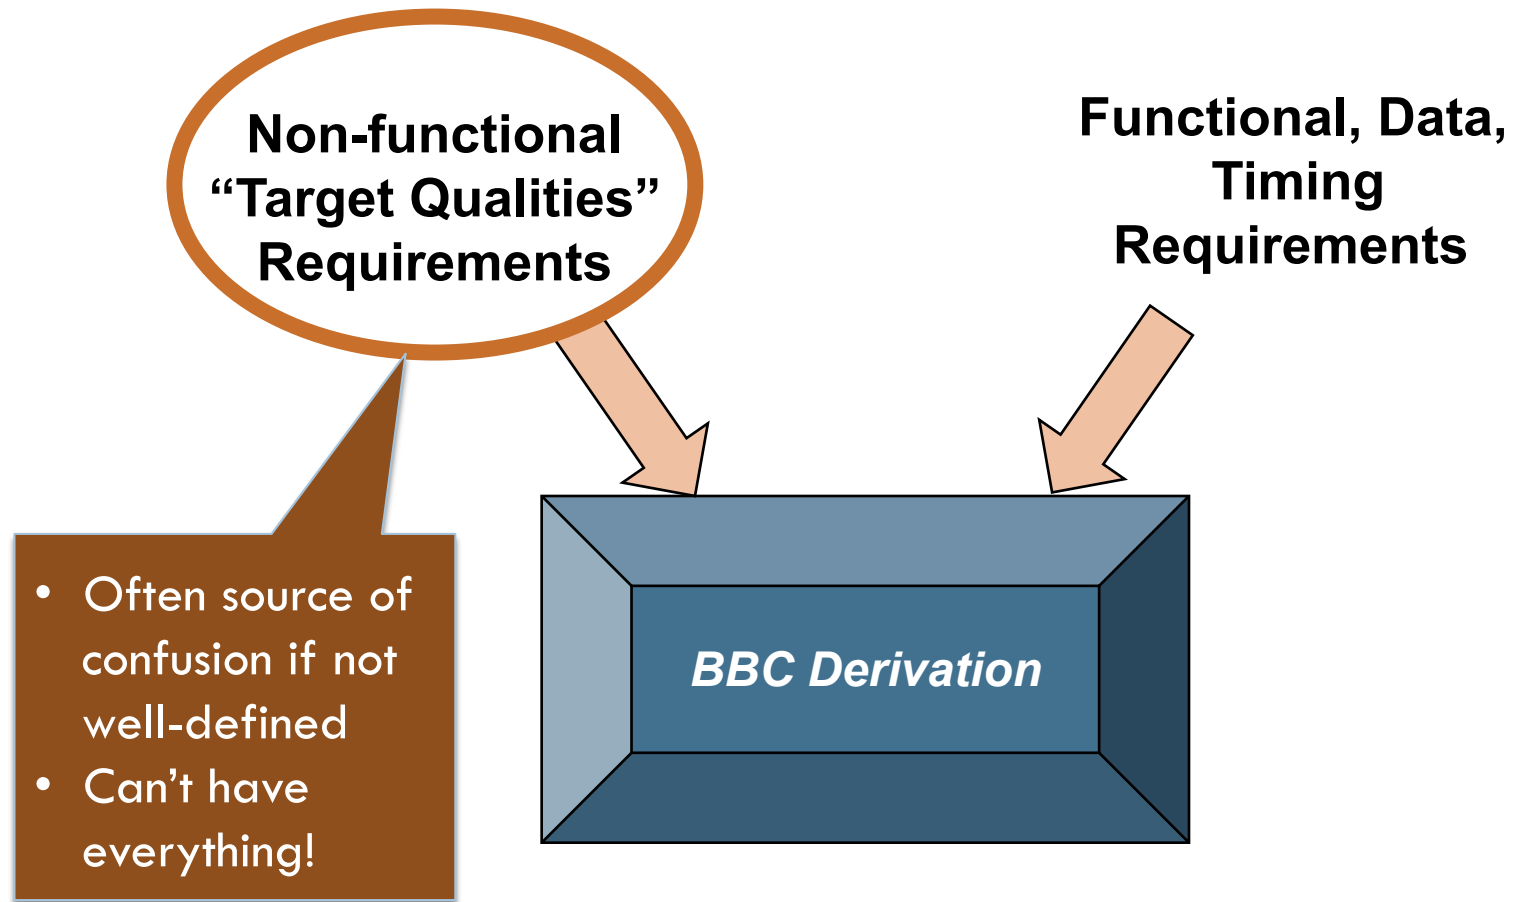 Non-functional
“Target Qualities”
Requirements
Functional, Data,
Timing
Requirements
• Often source of
confusion if not
well-defined
• Can’t have
everything!
BBC Derivation